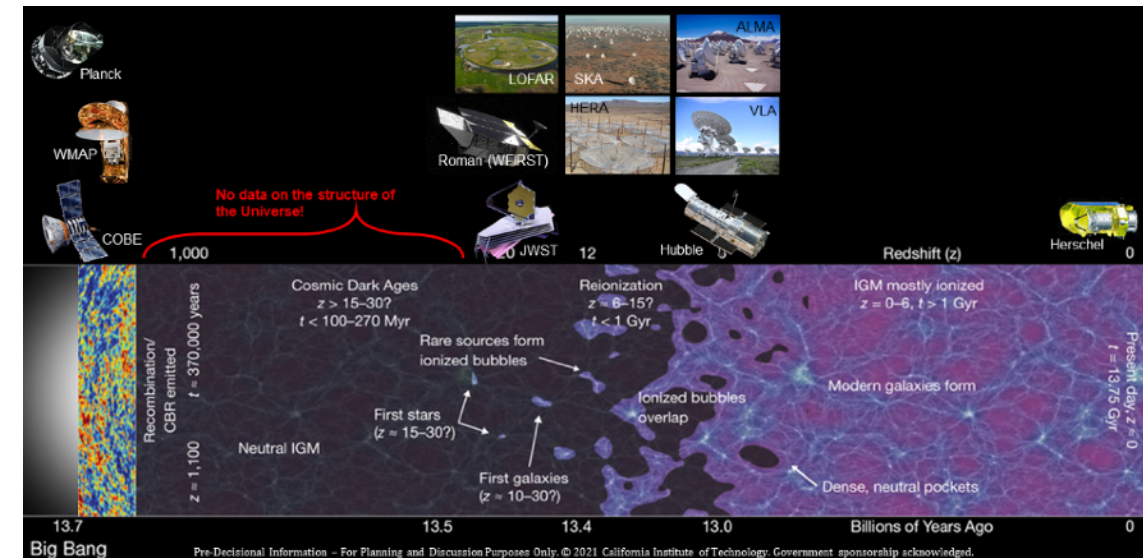 Planck
WMAP
COBE
LOFAR
SKA
ALMA
HERA
VLA
Roman (WFIRST)
JWST
Hubble
Herschel
No data on the structure of
the Universe!
1,000
20
12
Redshift (z)
0
Recombination/
CBR emitted
z ≈ 1,100
t ≈ 370,000 years
Cosmic Dark Ages
z > 15–30?
t < 100–270 Myr
Reionization
z ≈ 6–15?
t < 1 Gyr
IGM mostly ionized
z = 0–6, t > 1 Gyr
Rare sources form
ionized bubbles
First stars
(z ≈ 15–30?)
Neutral IGM
First galaxies
(z ≈ 10–30?)
Ionized bubbles
overlap
Modern galaxies form
Dense, neutral pockets
Present day, z ≈ 0
t = 13.75 Gyr
13.7
13.5
13.4
13.0
Billions of Years Ago
0
Big Bang
Pre-Decisional Information – For Planning and Discussion Purposes Only. © 2021 California Institute of Technology. Government sponsorship acknowledged.